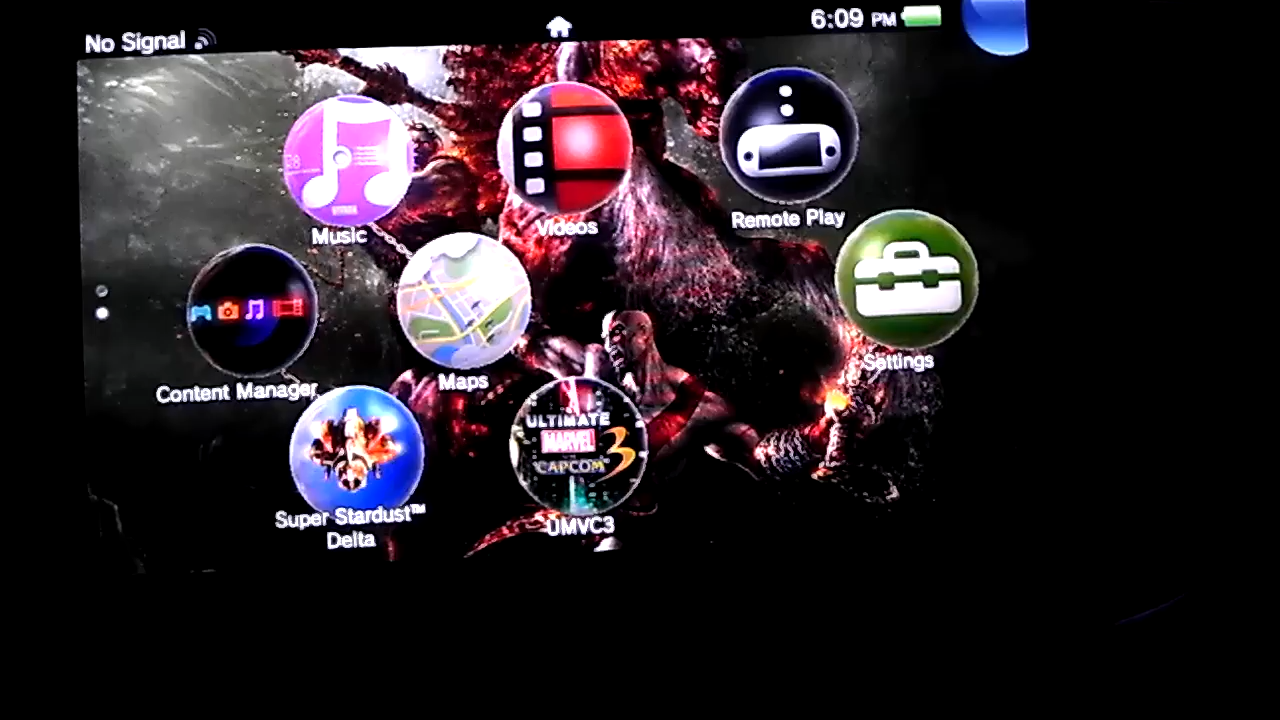 No Signal
6:09 PM
Music
Videos
Remote Play
Content Manager
Maps
Settings
ULTIMATE
MARVEL
CAPCOM 3
Super Stardust™
Delta
UMVC3